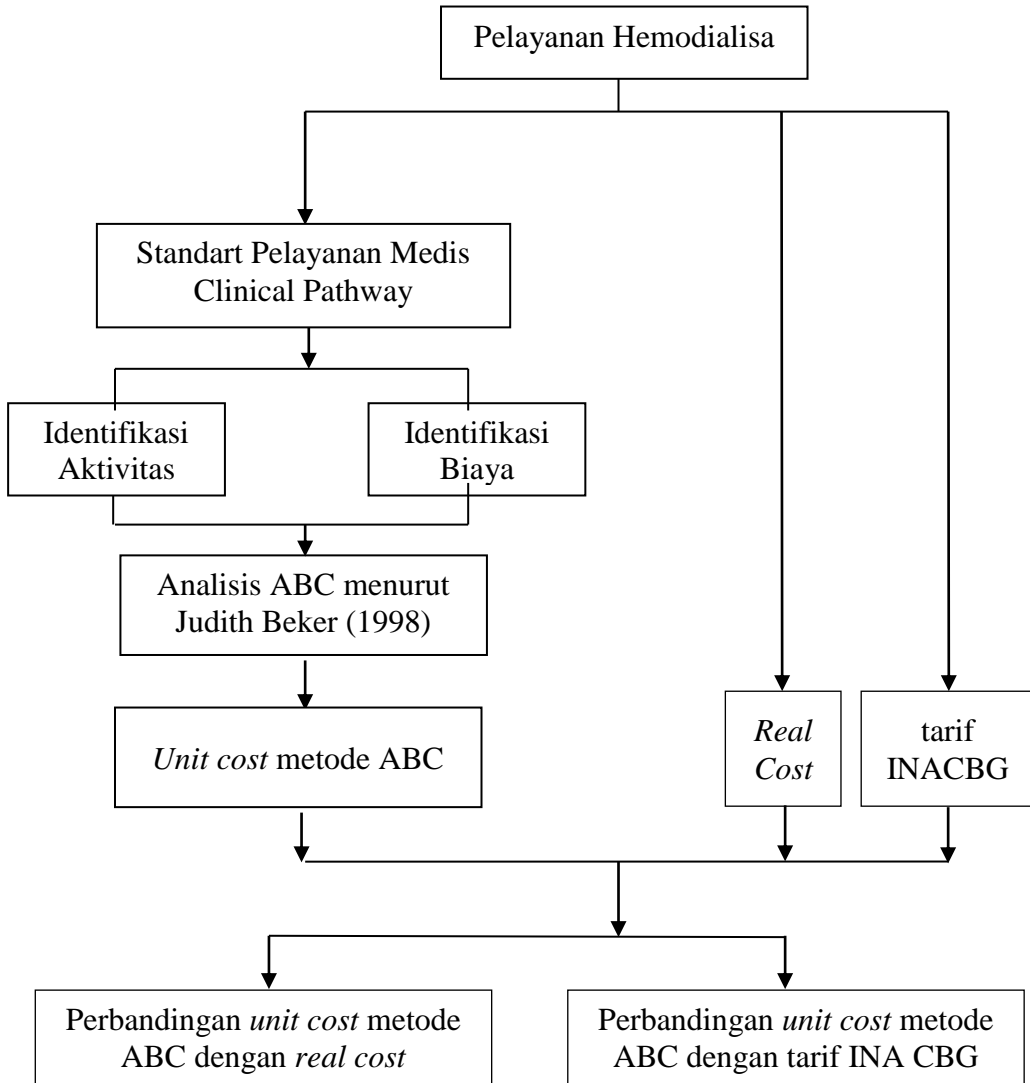 Pelayanan Hemodialisa
Standart Pelayanan Medis
Clinical Pathway
Identifikasi
Aktivitas
Identifikasi
Biaya
Analisis ABC menurut
Judith Beker (1998)
Unit cost metode ABC
Real
Cost
tarif
INACBG
Perbandingan unit cost metode
ABC dengan real cost
Perbandingan unit cost metode
ABC dengan tarif INA CBG